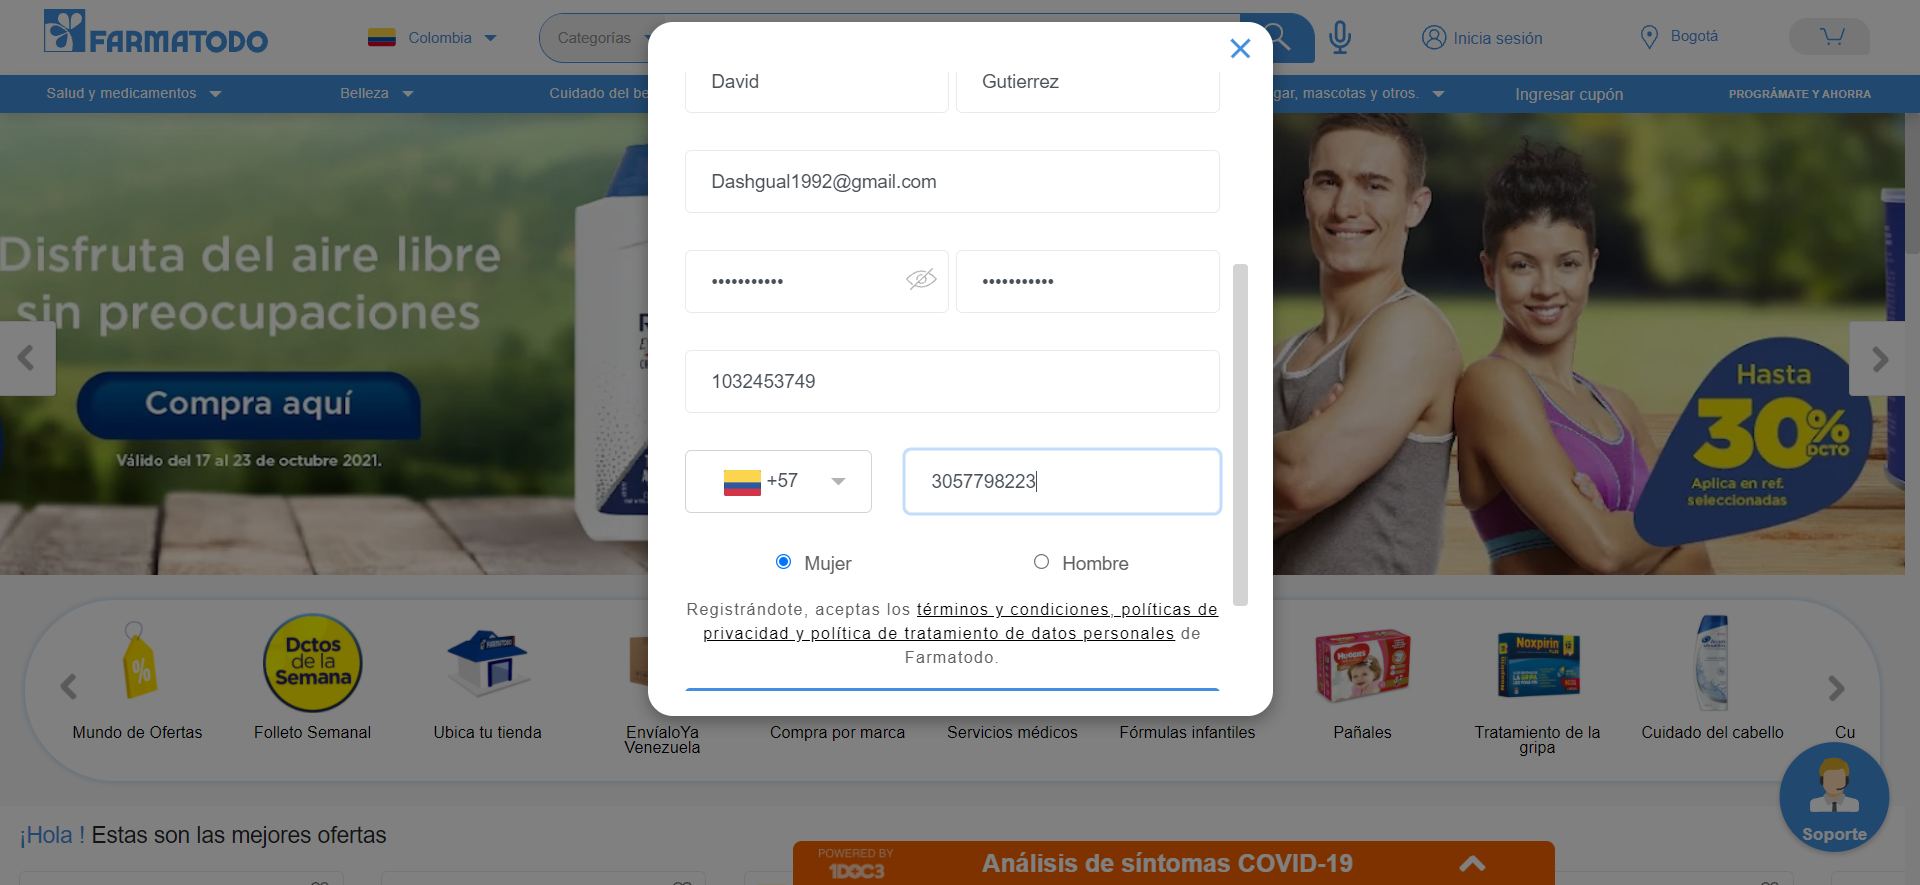 FARMATODO
Colombia
Categorías
Inicia sesión
Bogotá
Salud y medicamentos
Belleza
Cuidado del be
gar, mascotas y otros.
Ingresar cupón
PROGRÁMATE Y AHORRA
David
Gutierrez
Dashgual1992@gmail.com
•••••••••••
•••••••••••
1032453749
+57
3057798223
Mujer
Hombre
Registrándote, aceptas los términos y condiciones, políticas de
privacidad y política de tratamiento de datos personales de
Farmatodo.
Disfruta del aire libre
sin preocupaciones
Compra aquí
Válido del 17 al 23 de octubre 2021.
Hasta
30%
DCTO
Aplica en ref.
seleccionadas
%
Dctos
de la
Semana
FARMATODO
HUGGIES
Noxpirin
Mundo de Ofertas
Folleto Semanal
Ubica tu tienda
EnvíaloYa
Venezuela
Compra por marca
Servicios médicos
Fórmulas infantiles
Pañales
Tratamiento de la
gripa
Cuidado del cabello
Cu
Soporte
¡Hola ! Estas son las mejores ofertas
POWERED BY
1DOC3
Análisis de síntomas COVID-19